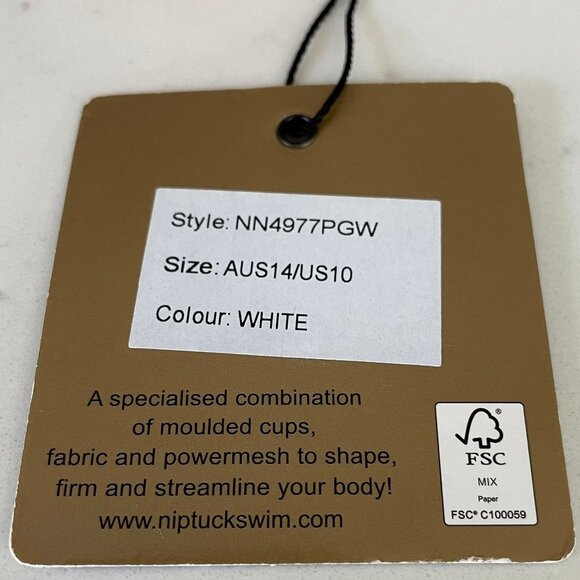 Style: NN4977PGW
Size: AUS14/US10
Colour: WHITE
A specialised combination
of moulded cups,
fabric and powermesh to shape,
firm and streamline your body!
www.niptuckswim.com
®
FSC
MIX
Paper
FSC® C100059